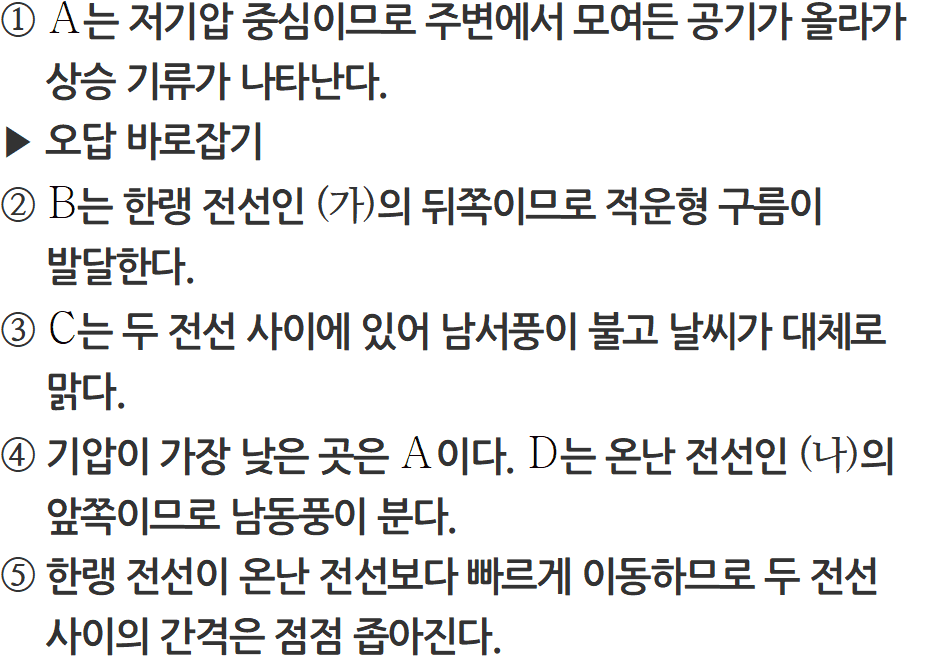 ① A는 저기압 중심이므로 주변에서 모여든 공기가 올라가
상승 기류가 나타난다.
▶ 오답 바로잡기
② B는 한랭 전선인 (가)의 뒤쪽이므로 적운형 구름이
발달한다.
③ C는 두 전선 사이에 있어 남서풍이 불고 날씨가 대체로
맑다.
④ 기압이 가장 낮은 곳은 A이다. D는 온난 전선인 (나)의
앞쪽이므로 남동풍이 분다.
⑤ 한랭 전선이 온난 전선보다 빠르게 이동하므로 두 전선
사이의 간격은 점점 좁아진다.